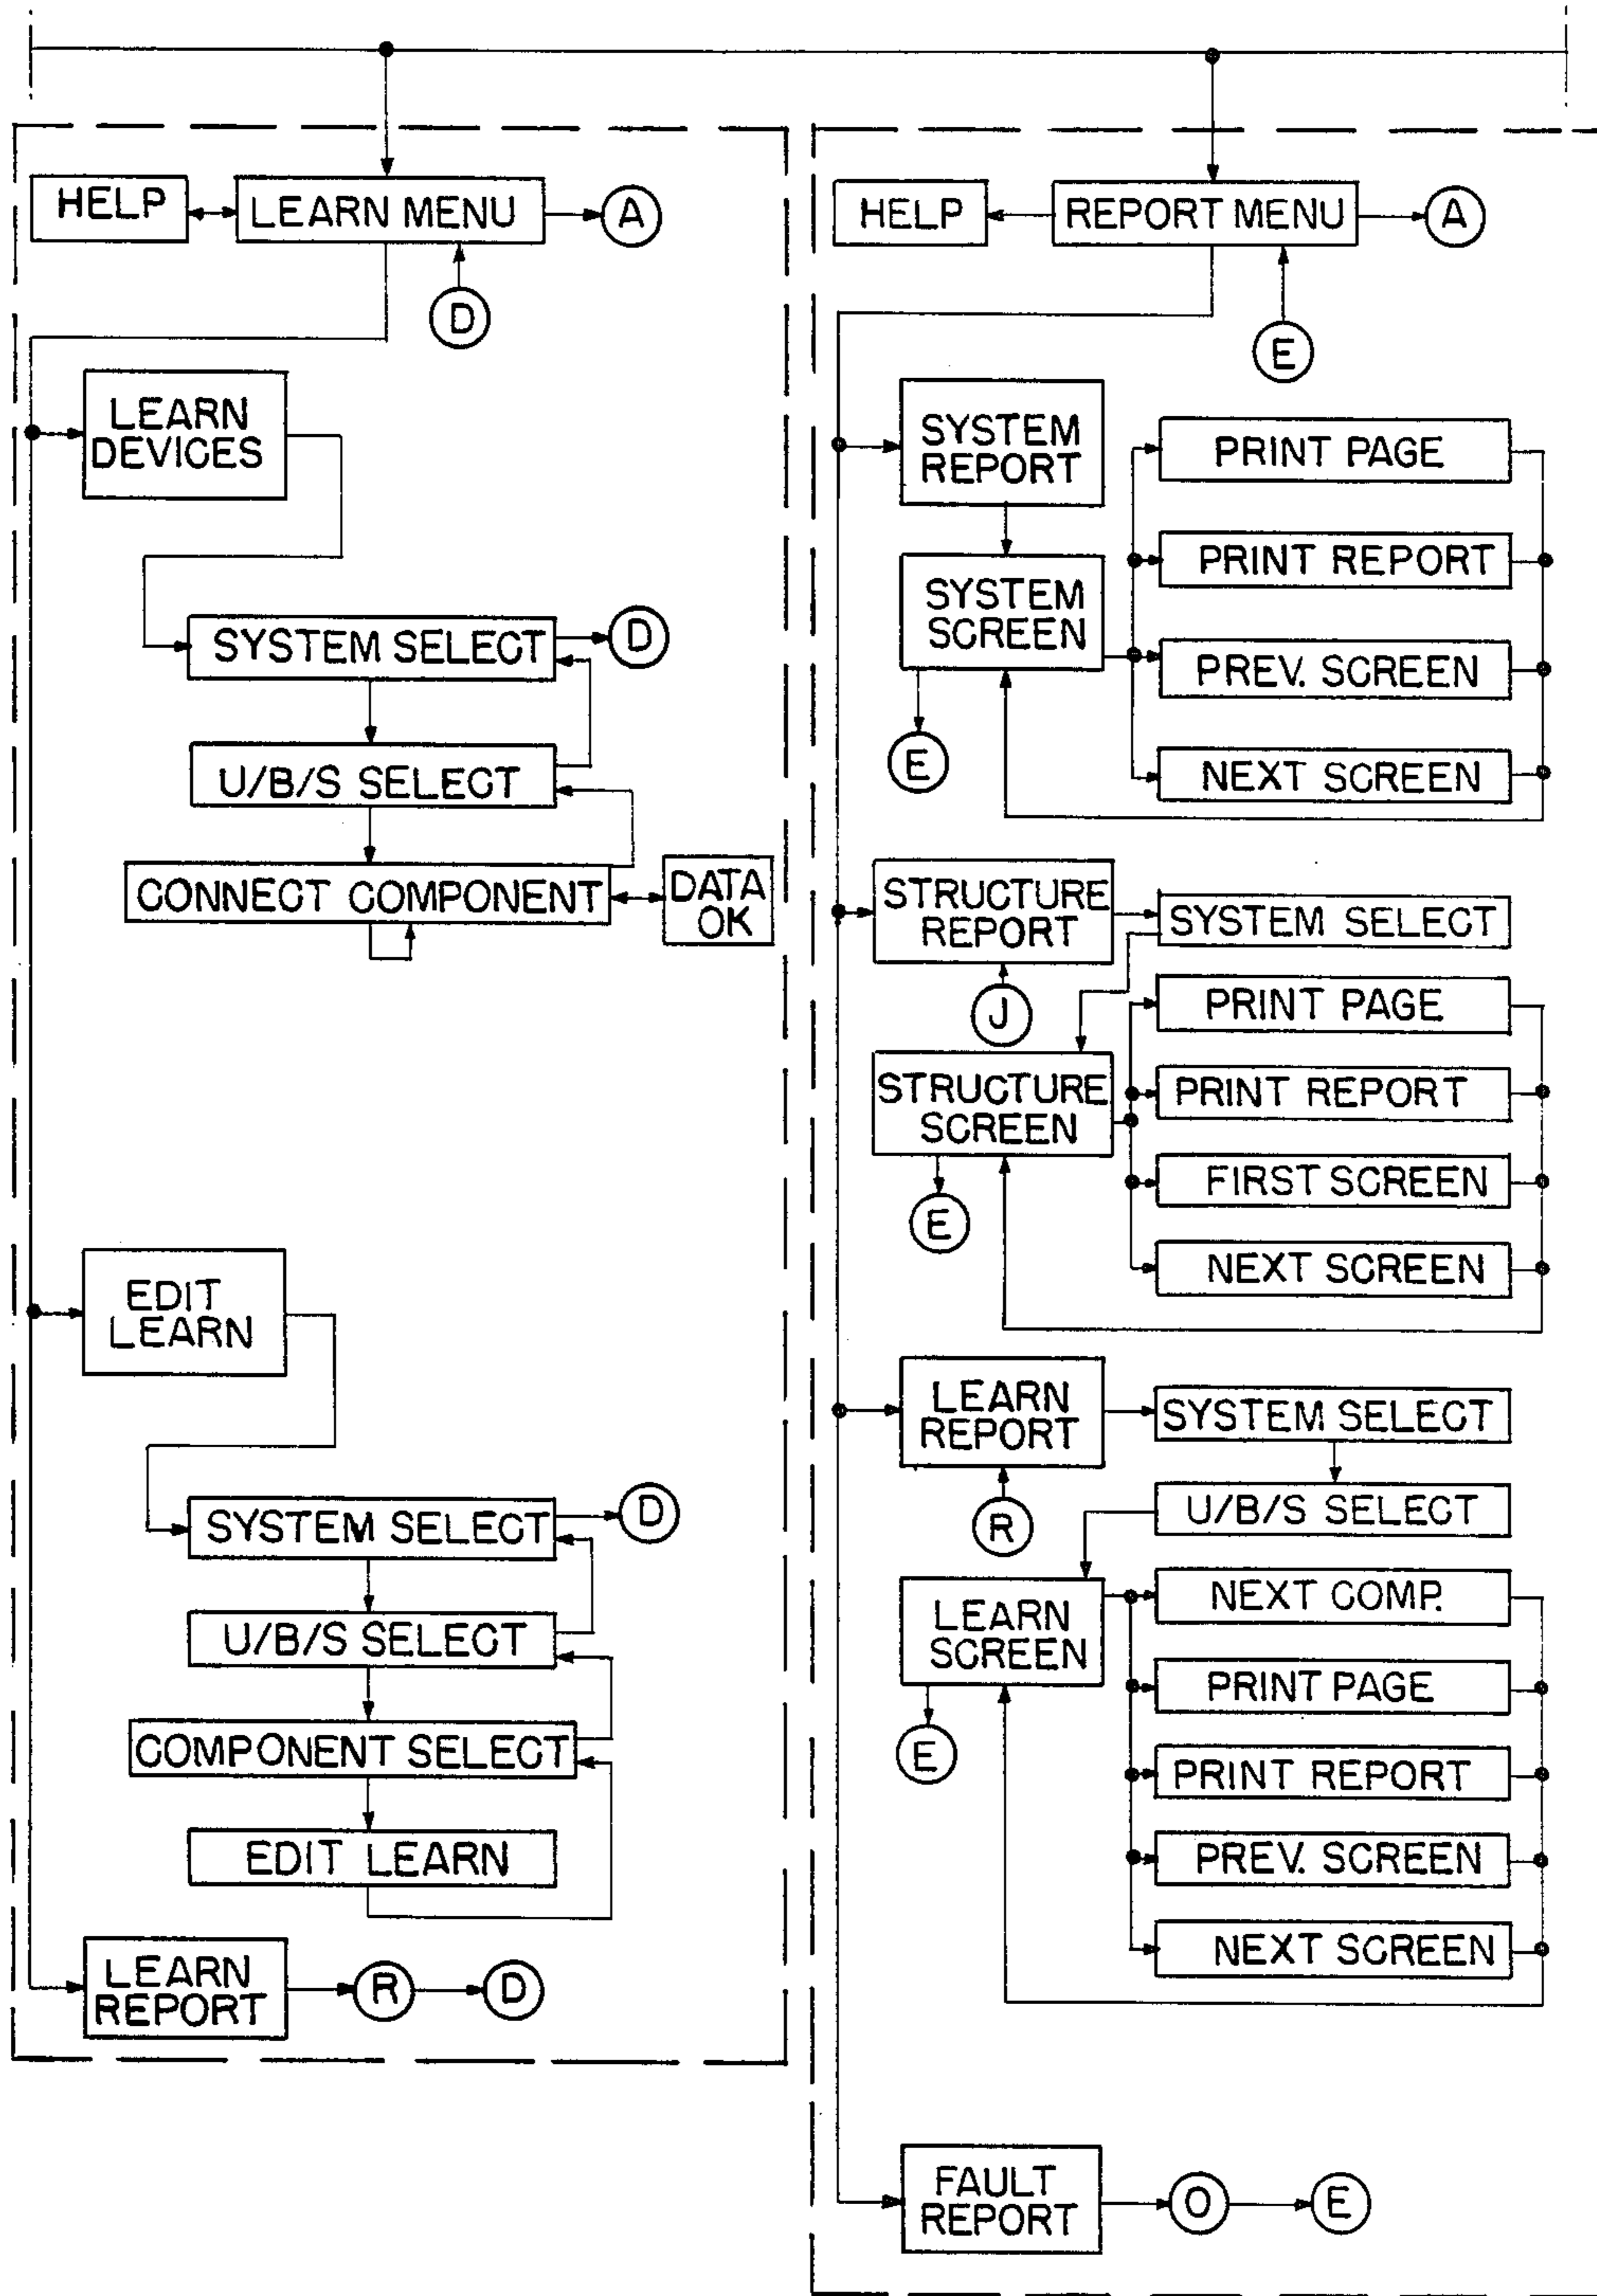 HELP
LEARN MENU
A
D
LEARN
DEVICES
SYSTEM SELECT
D
U/B/S SELECT
CONNECT COMPONENT
DATA
OK
EDIT
LEARN
SYSTEM SELECT
D
U/B/S SELECT
COMPONENT SELECT
EDIT LEARN
LEARN
REPORT
R
D
HELP
REPORT MENU
A
E
SYSTEM
REPORT
SYSTEM
SCREEN
E
PRINT PAGE
PRINT REPORT
PREV. SCREEN
NEXT SCREEN
STRUCTURE
REPORT
SYSTEM SELECT
J
STRUCTURE
SCREEN
E
PRINT PAGE
PRINT REPORT
FIRST SCREEN
NEXT SCREEN
LEARN
REPORT
SYSTEM SELECT
R
U/B/S SELECT
LEARN
SCREEN
E
NEXT COMP.
PRINT PAGE
PRINT REPORT
PREV. SCREEN
NEXT SCREEN
FAULT
REPORT
O
E